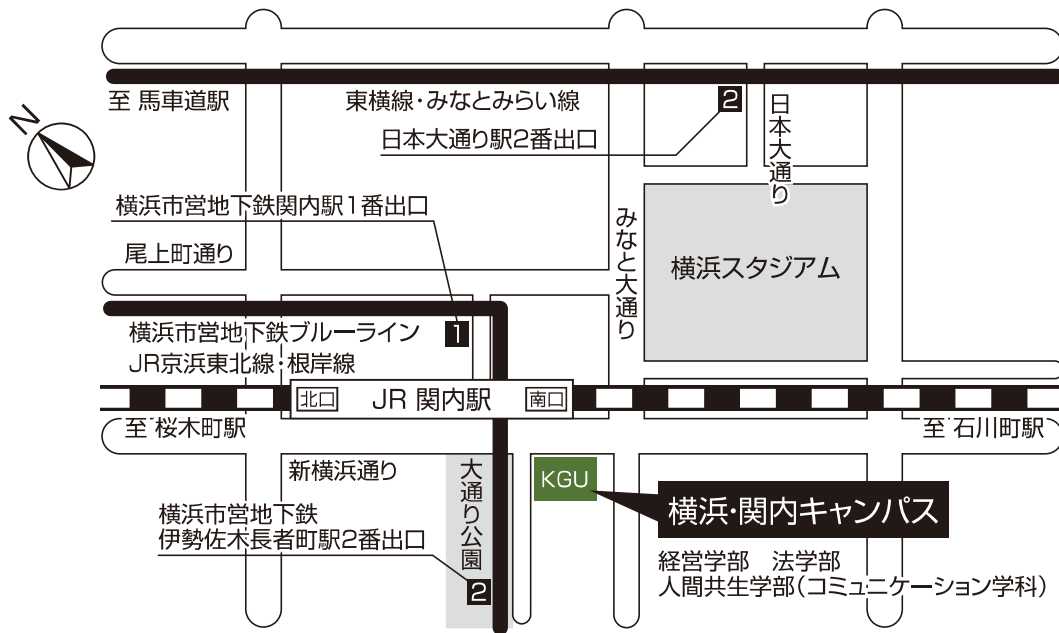 至 馬車道駅
東横線・みなとみらい線
2
日本大通り駅2番出口
日本大通り
N
横浜市営地下鉄関内駅1番出口
みなと大通り
尾上町通り
横浜スタジアム
横浜市営地下鉄ブルーライン
1
JR京浜東北線・根岸線
北口
JR 関内駅
南口
至 桜木町駅
至 石川町駅
新横浜通り
大通り公園
KGU
横浜・関内キャンパス
横浜市営地下鉄
伊勢佐木長者町駅2番出口
2
経営学部 法学部
人間共生学部(コミュニケーション学科)